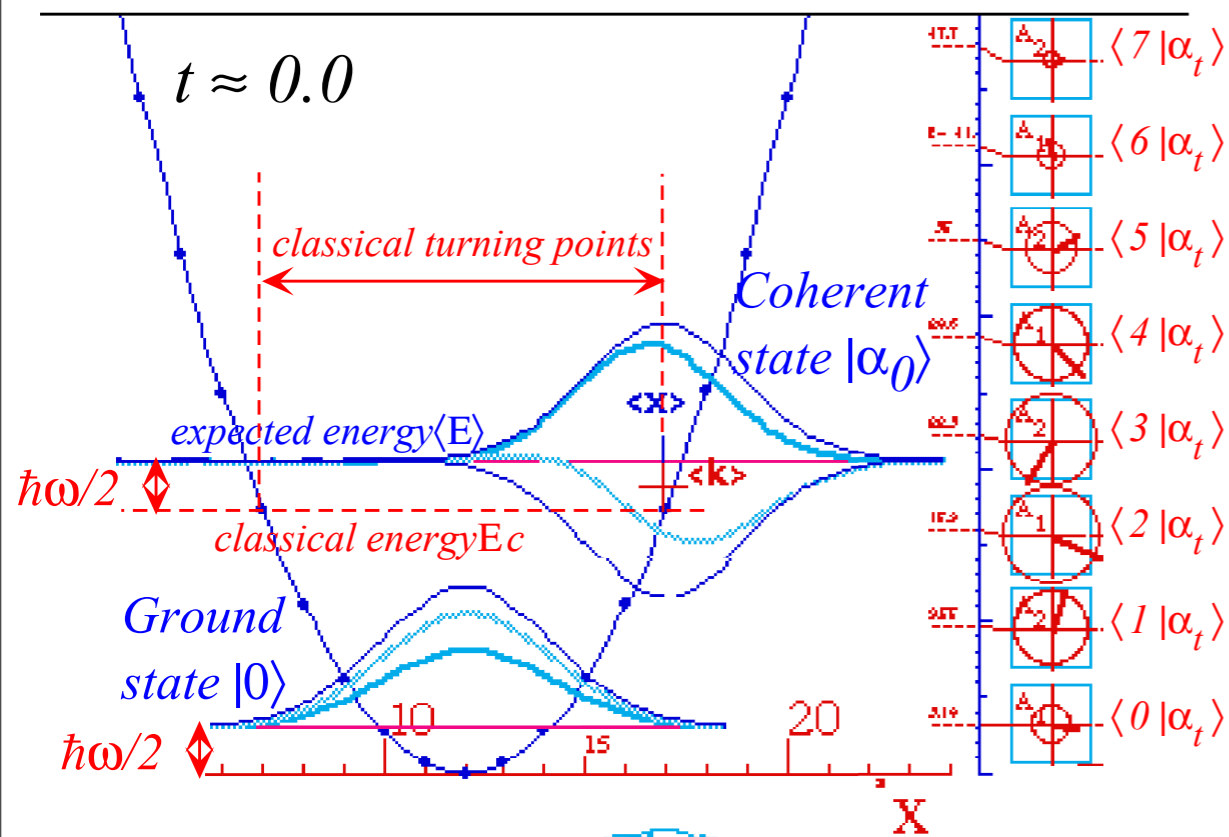 t ≈ 0.0
classical turning points
Coherent
state |α₀⟩
<x>
expected energy⟨E⟩
<k>
ħω/2
classical energyEc
Ground
state |0⟩
ħω/2
10
15
20
X
⟨7|αₜ⟩
⟨6|αₜ⟩
⟨5|αₜ⟩
⟨4|αₜ⟩
⟨3|αₜ⟩
⟨2|αₜ⟩
⟨1|αₜ⟩
⟨0|αₜ⟩